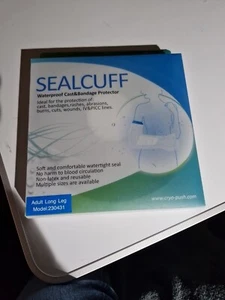 SEALCUFF
Waterproof Cast&Bandage Protector
Ideal for the protection of:
cast, bandages,rashes, abrasions,
burns, cuts, wounds, IV&PICC lines.
Soft and comfortable watertight seal
No harm to blood circulation
Non-latex and reusable
Multiple sizes are available
Adult Long Leg
Model:230431